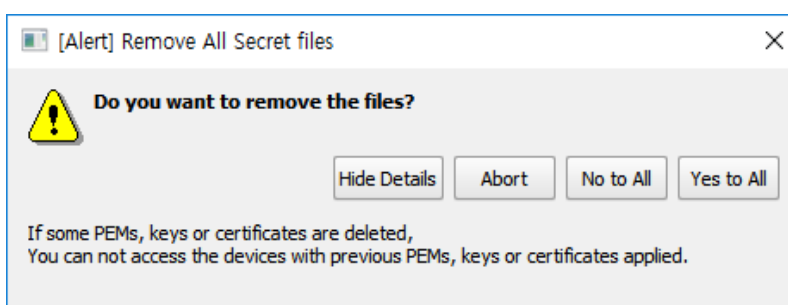 [Alert] Remove All Secret files
Do you want to remove the files?
Hide Details Abort No to All Yes to All
If some PEMs, keys or certificates are deleted,
You can not access the devices with previous PEMs, keys or certificates applied.